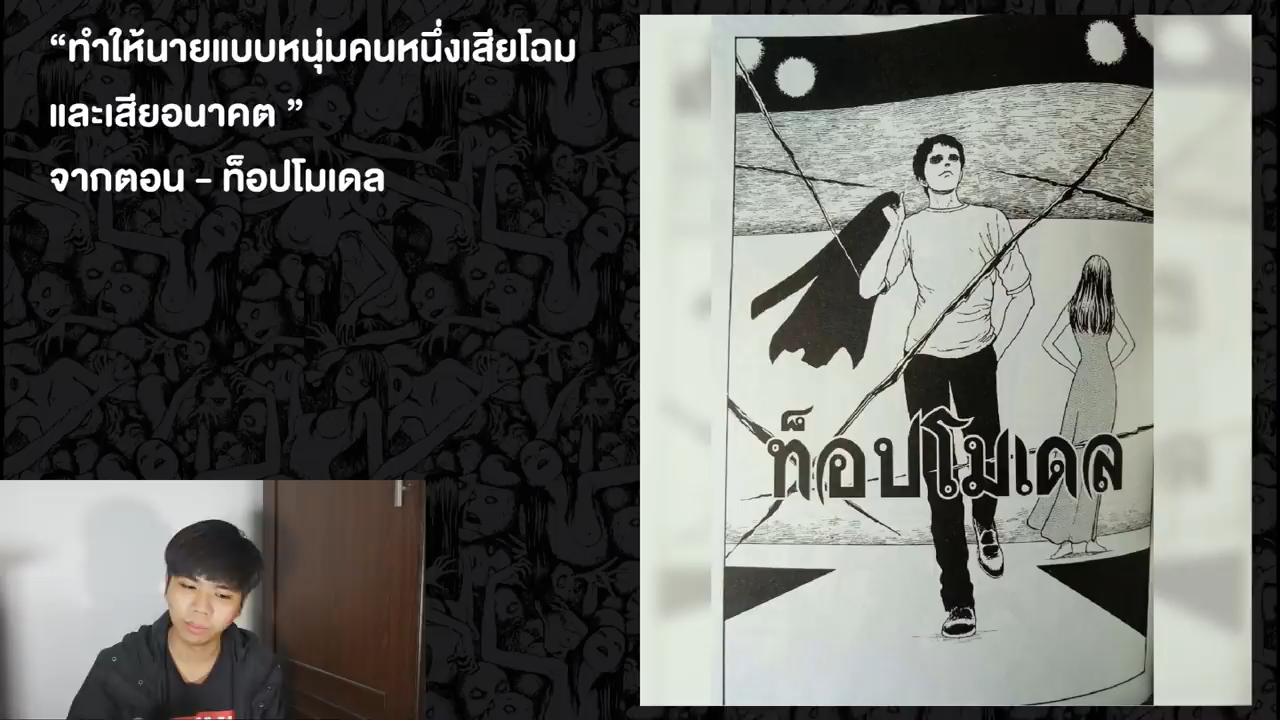 “ทำให้นายแบบหนุ่มคนหนึ่งเสียโฉม
และเสียอนาคต ”
จากตอน - ท็อปโมเดล
ท็อปโมเดล